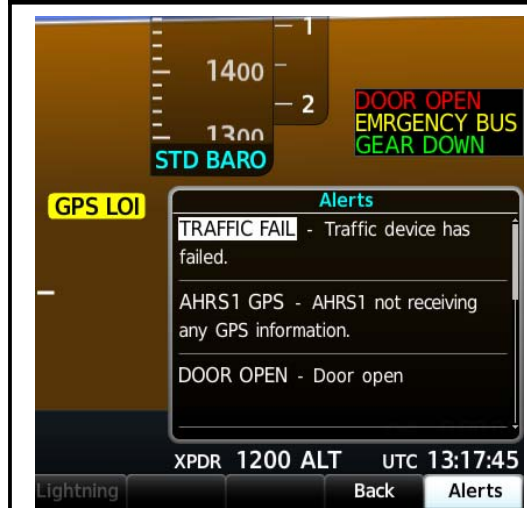 1
1400
2
1300
STD BARO
DOOR OPEN
EMRGENCY BUS
GEAR DOWN
GPS LOI
Alerts
TRAFFIC FAIL - Traffic device has
failed.
AHRS1 GPS - AHRS1 not receiving
any GPS information.
DOOR OPEN - Door open
XPDR 1200 ALT UTC 13:17:45
Lightning Back Alerts